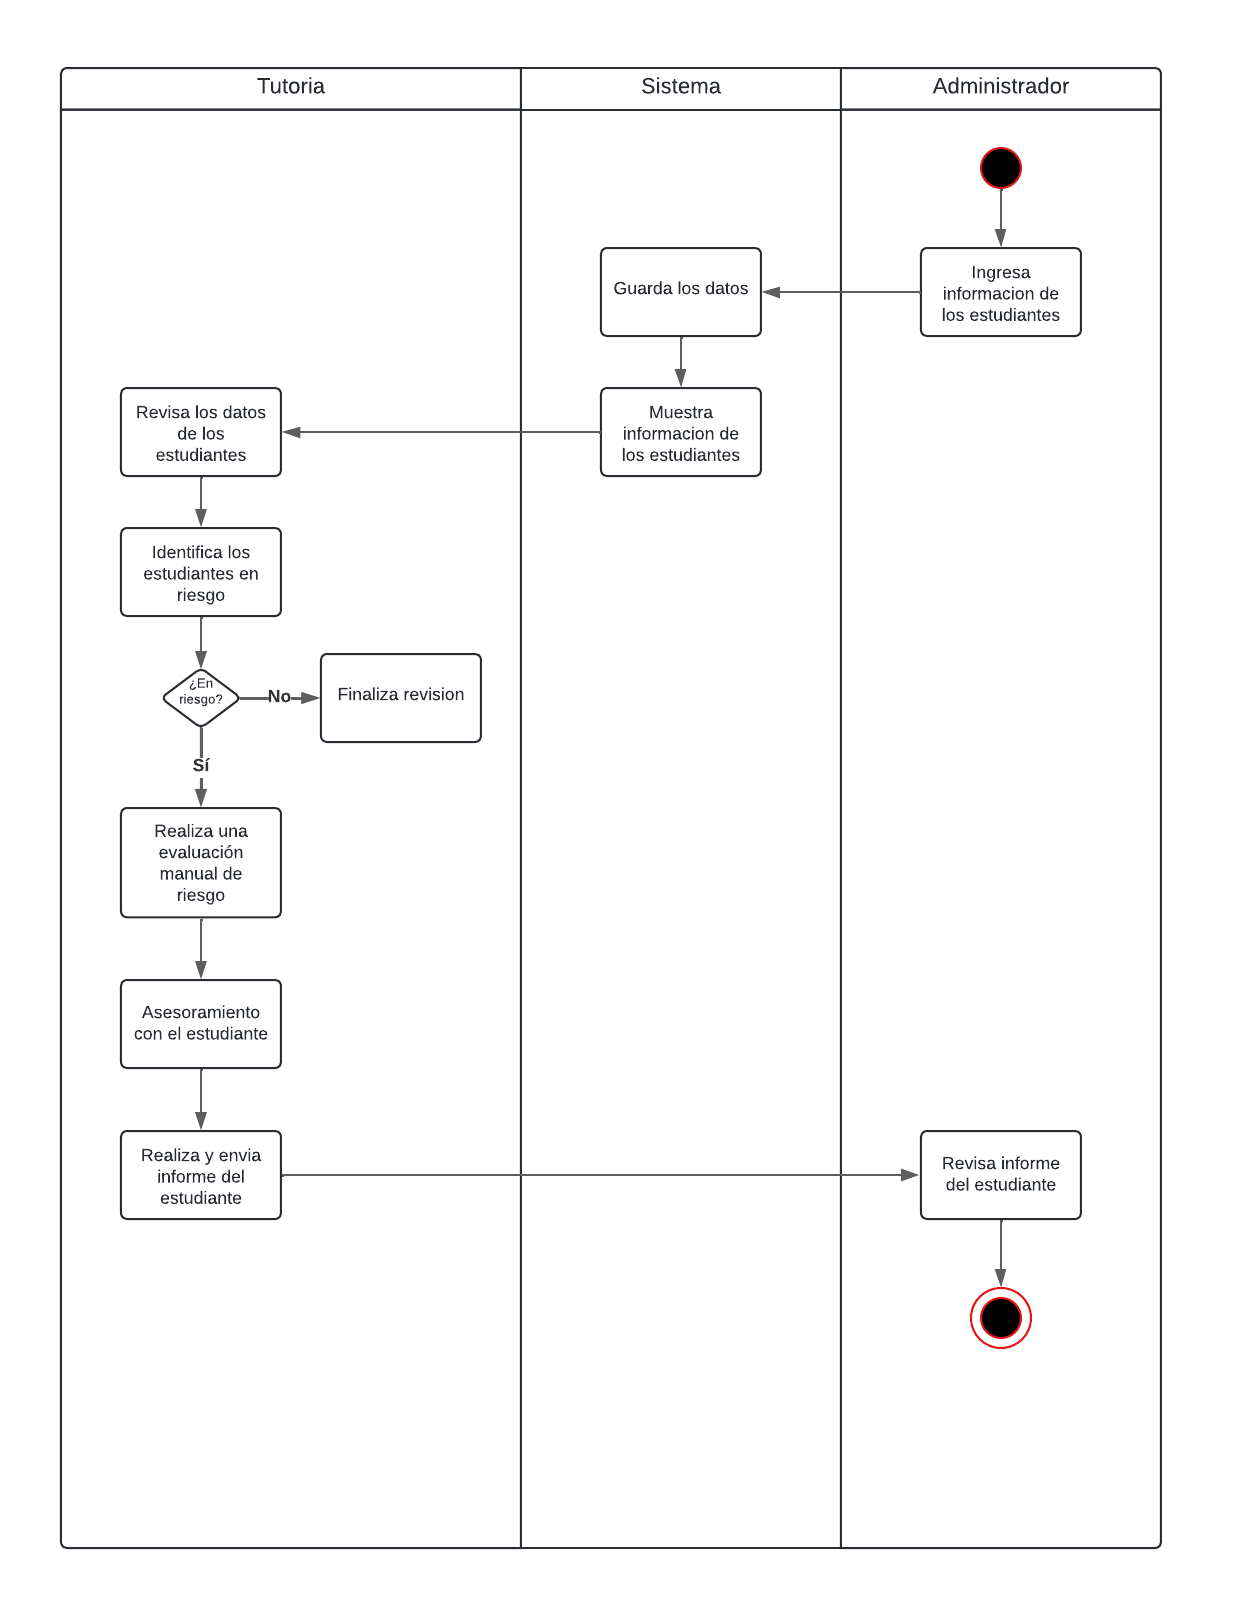 Tutoria
Sistema
Administrador
Ingresa
informacion de
los estudiantes
Guarda los datos
Muestra
informacion de
los estudiantes
Revisa los datos
de los
estudiantes
Identifica los
estudiantes en
riesgo
¿En
riesgo?
No
Finaliza revision
Sí
Realiza una
evaluación
manual de
riesgo
Asesoramiento
con el estudiante
Realiza y envia
informe del
estudiante
Revisa informe
del estudiante